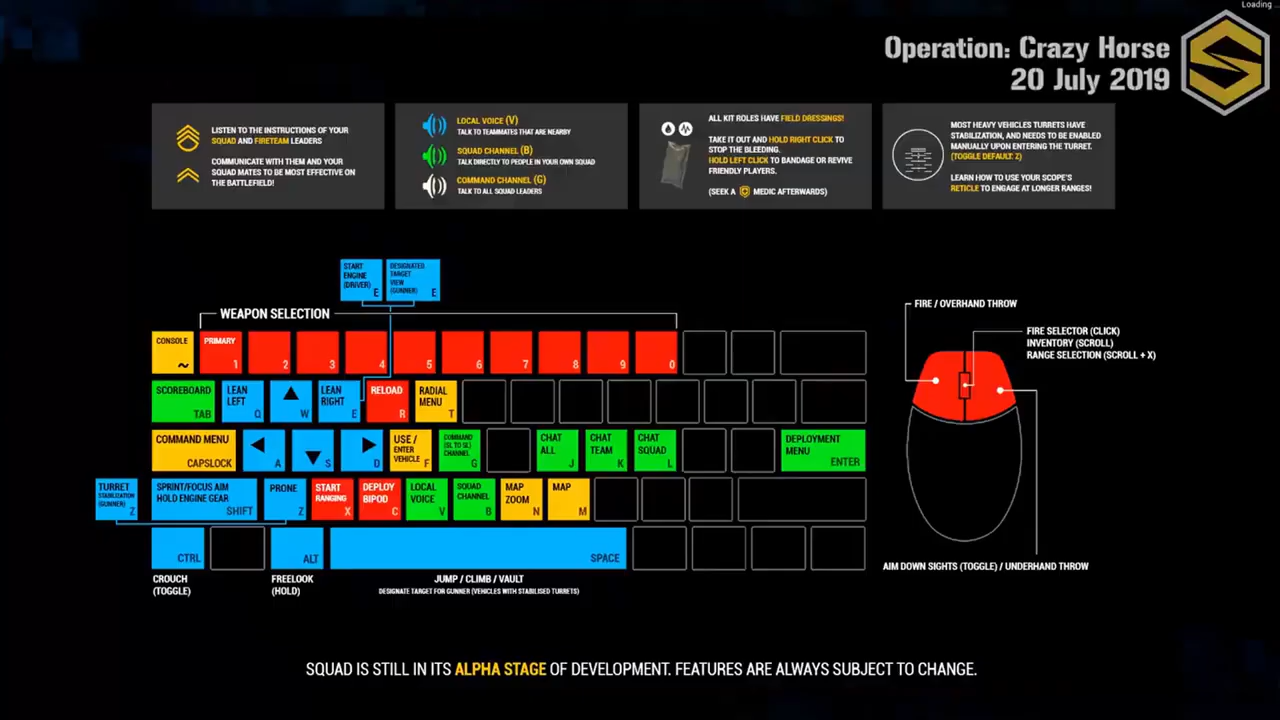 Loading ...
Operation: Crazy Horse
20 July 2019
LISTEN TO THE INSTRUCTIONS OF YOUR
SQUAD AND FIRETEAM LEADERS
COMMUNICATE WITH THEM AND YOUR
SQUAD MATES TO BE MOST EFFECTIVE ON
THE BATTLEFIELD!
LOCAL VOICE (V)
TALK TO TEAMMATES THAT ARE NEARBY
SQUAD CHANNEL (B)
TALK DIRECTLY TO PEOPLE IN YOUR OWN SQUAD
COMMAND CHANNEL (G)
TALK TO ALL SQUAD LEADERS
ALL KIT ROLES HAVE FIELD DRESSINGS!
TAKE IT OUT AND HOLD RIGHT CLICK TO
STOP THE BLEEDING.
HOLD LEFT CLICK TO BANDAGE OR REVIVE
FRIENDLY PLAYERS.
(SEEK A MEDIC AFTERWARDS)
MOST HEAVY VEHICLES TURRETS HAVE
STABILIZATION, AND NEEDS TO BE ENABLED
MANUALLY UPON ENTERING THE TURRET.
(TOGGLE DEFAULT: Z)
LEARN HOW TO USE YOUR SCOPE'S
RETICLE TO ENGAGE AT LONGER RANGES!
START
ENGINE
(DRIVER)
E
DESIGNATED
TARGET
VIEW
(GUNNER)
E
WEAPON SELECTION
CONSOLE
~
PRIMARY
1
2
3
4
5
6
7
8
9
0
SCOREBOARD
TAB
LEAN
LEFT
Q
W
LEAN
RIGHT
E
RELOAD
R
RADIAL
MENU
T
COMMAND MENU
CAPSLOCK
A
S
D
USE /
ENTER
VEHICLE
F
COMMAND
(SL TO SL)
CHANNEL
G
CHAT
ALL
J
CHAT
TEAM
K
CHAT
SQUAD
L
DEPLOYMENT
MENU
ENTER
TURRET
STABILIZATION
(GUNNER)
Z
SPRINT/FOCUS AIM
HOLD ENGINE GEAR
SHIFT
PRONE
Z
START
RANGING
X
DEPLOY
BIPOD
C
LOCAL
VOICE
V
SQUAD
CHANNEL
B
MAP
ZOOM
N
MAP
M
CTRL
ALT
SPACE
CROUCH
(TOGGLE)
FREELOOK
(HOLD)
JUMP / CLIMB / VAULT
DESIGNATE TARGET FOR GUNNER (VEHICLES WITH STABILISED TURRETS)
FIRE / OVERHAND THROW
FIRE SELECTOR (CLICK)
INVENTORY (SCROLL)
RANGE SELECTION (SCROLL + X)
AIM DOWN SIGHTS (TOGGLE) / UNDERHAND THROW
SQUAD IS STILL IN ITS ALPHA STAGE OF DEVELOPMENT. FEATURES ARE ALWAYS SUBJECT TO CHANGE.